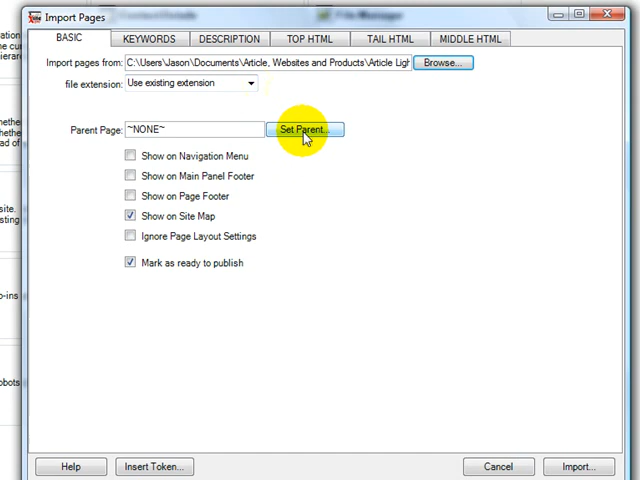 Import Pages
BASIC KEYWORDS DESCRIPTION TOP HTML TAIL HTML MIDDLE HTML
Import pages from: C:\Users\Jason\Documents\Article, Websites and Products\Article Ligh Browse...
file extension: Use existing extension
Parent Page: ~NONE~ Set Parent...
Show on Navigation Menu
Show on Main Panel Footer
Show on Page Footer
Show on Site Map
Ignore Page Layout Settings
Mark as ready to publish
Help Insert Token... Cancel Import...